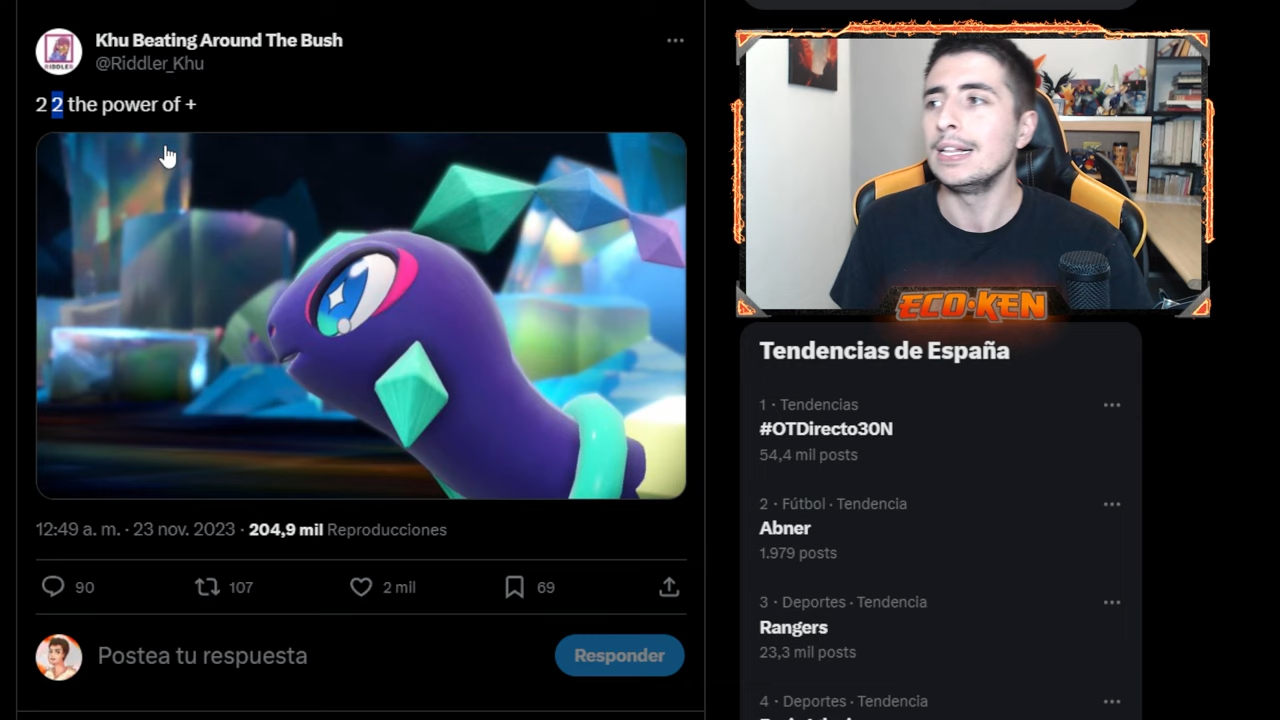 Khu Beating Around The Bush
@Riddler_Khu
2 2 the power of +
12:49 a. m. · 23 nov. 2023 · 204,9 mil Reproducciones
90 107 2 mil 69
Postea tu respuesta
Responder
ECO·KEN
Tendencias de España
1 · Tendencias
#OTDirecto30N
54,4 mil posts
2 · Fútbol · Tendencia
Abner
1.979 posts
3 · Deportes · Tendencia
Rangers
23,3 mil posts
4 · Deportes · Tendencia